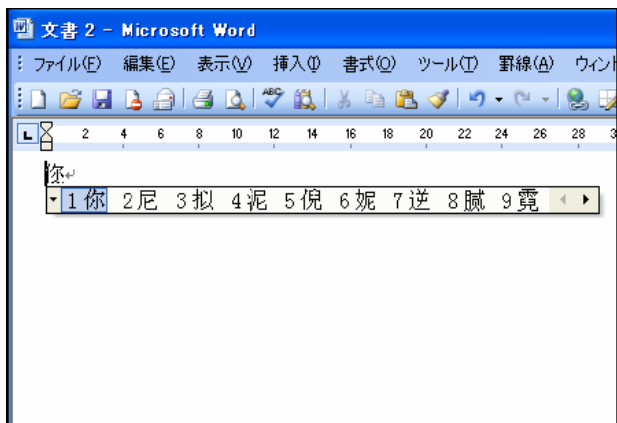 文書 2 - Microsoft Word
ファイル(F) 編集(E) 表示(V) 挿入(I) 書式(O) ツール(T) 罫線(A) ウィン
ABC
L 2 4 6 8 10 12 14 16 18 20 22 24 26 28
你
1你 2尼 3拟 4泥 5倪 6妮 7逆 8腻 9霓